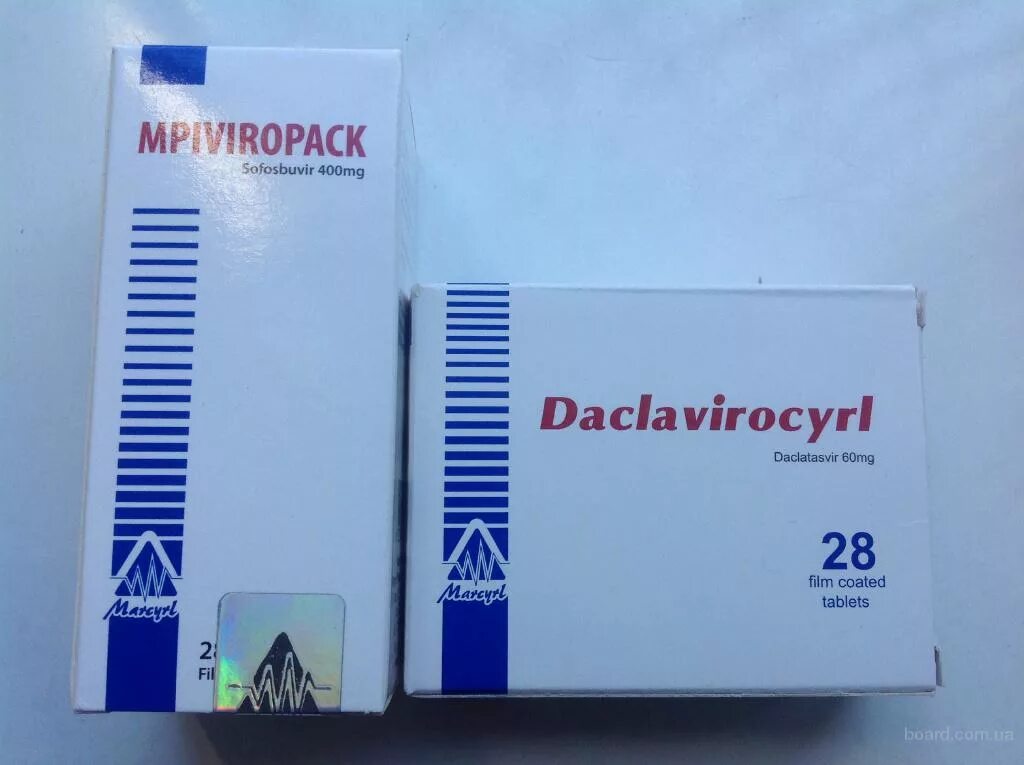 MPIVIROPACK
Sofosbuvir 400mg
Marcyrl
Daclavirocyrl
Daclatasvir 60mg
28
film coated
tablets
Marcyrl
board.com.ua